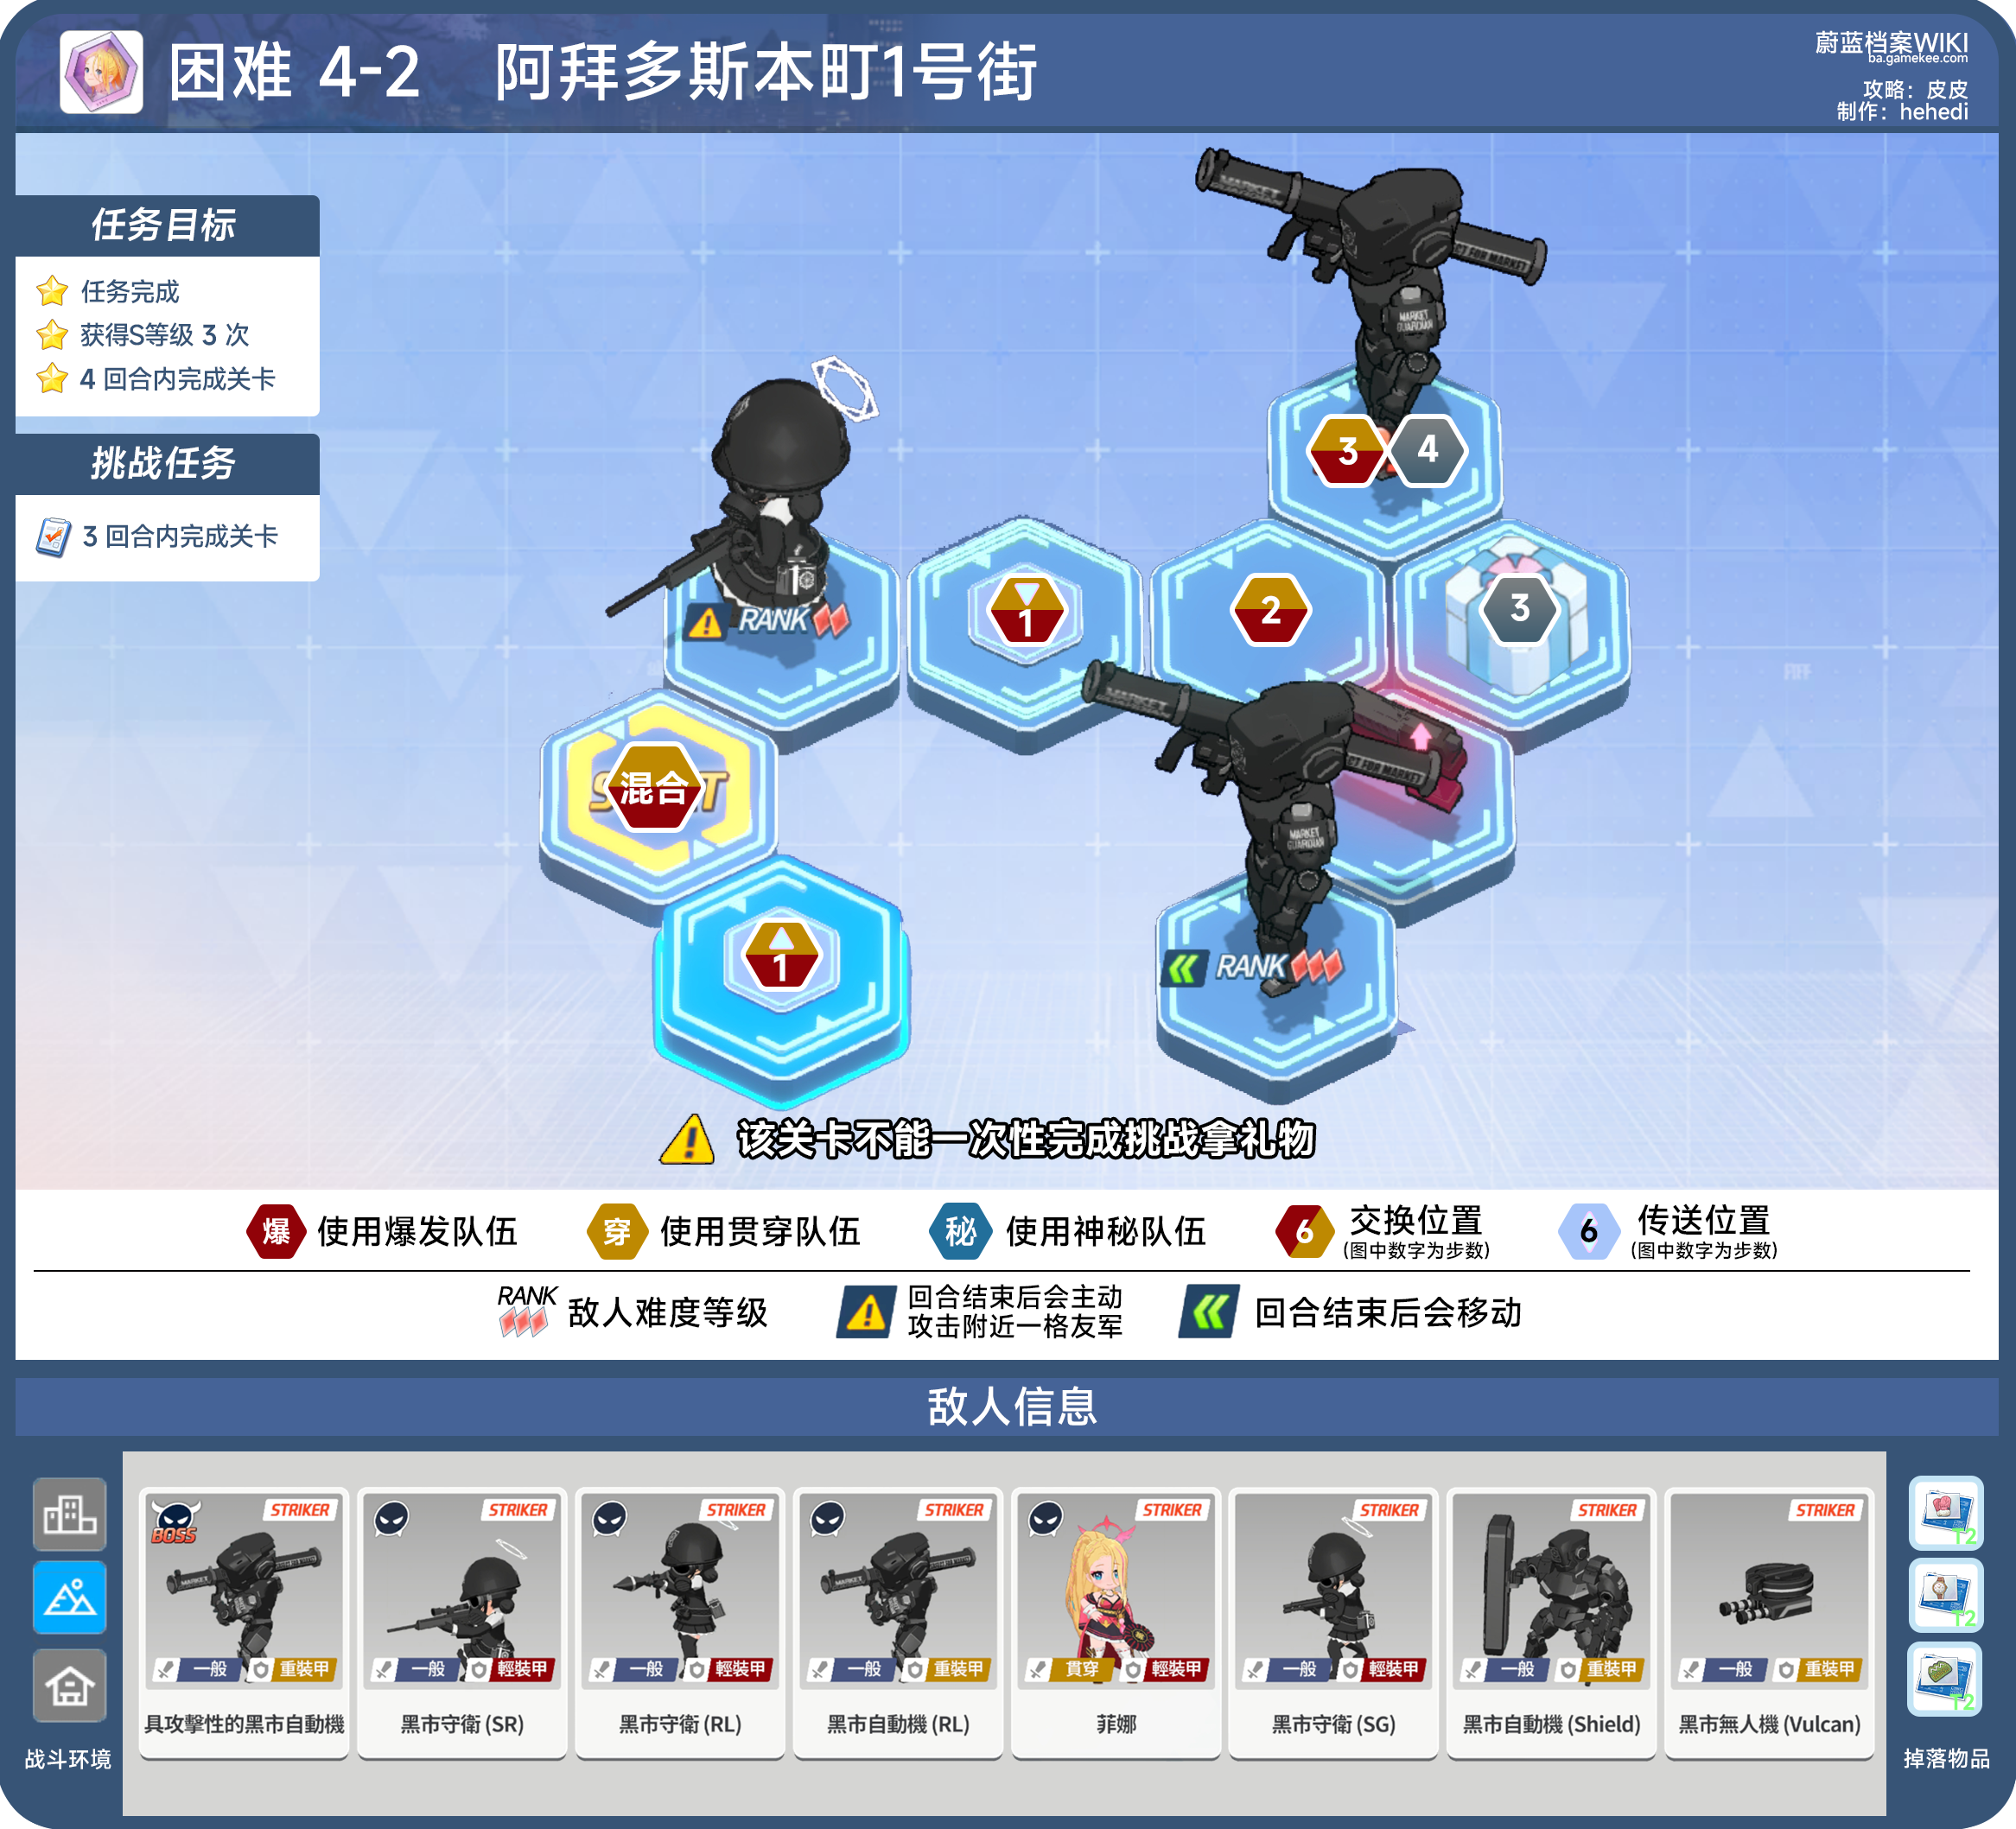 困难 4-2 阿拜多斯本町1号街
蔚蓝档案WIKI
ba.gamekee.com
攻略：皮皮
制作：hehedi
任务目标
任务完成
获得S等级 3 次
4 回合内完成关卡
挑战任务
3 回合内完成关卡
MARKET
CT FOR MARKET
MARKET
GUARDIAN
3
4
1
2
3
RANK
MARKET
CT FOR MARKET
MARKET
GUARDIAN
混合
1
RANK
该关卡不能一次性完成挑战拿礼物
爆 使用爆发队伍
穿 使用贯穿队伍
秘 使用神秘队伍
6 交换位置
(图中数字为步数)
6 传送位置
(图中数字为步数)
RANK 敌人难度等级
回合结束后会主动
攻击附近一格友军
回合结束后会移动
敌人信息
战斗环境
BOSS STRIKER
一般 重裝甲
具攻擊性的黑市自動機
STRIKER
一般 輕裝甲
黑市守衛 (SR)
STRIKER
一般 輕裝甲
黑市守衛 (RL)
STRIKER
一般 重裝甲
黑市自動機 (RL)
STRIKER
貫穿 輕裝甲
菲娜
STRIKER
一般 輕裝甲
黑市守衛 (SG)
STRIKER
一般 重裝甲
黑市自動機 (Shield)
STRIKER
一般 重裝甲
黑市無人機 (Vulcan)
T2
T2
T2
掉落物品